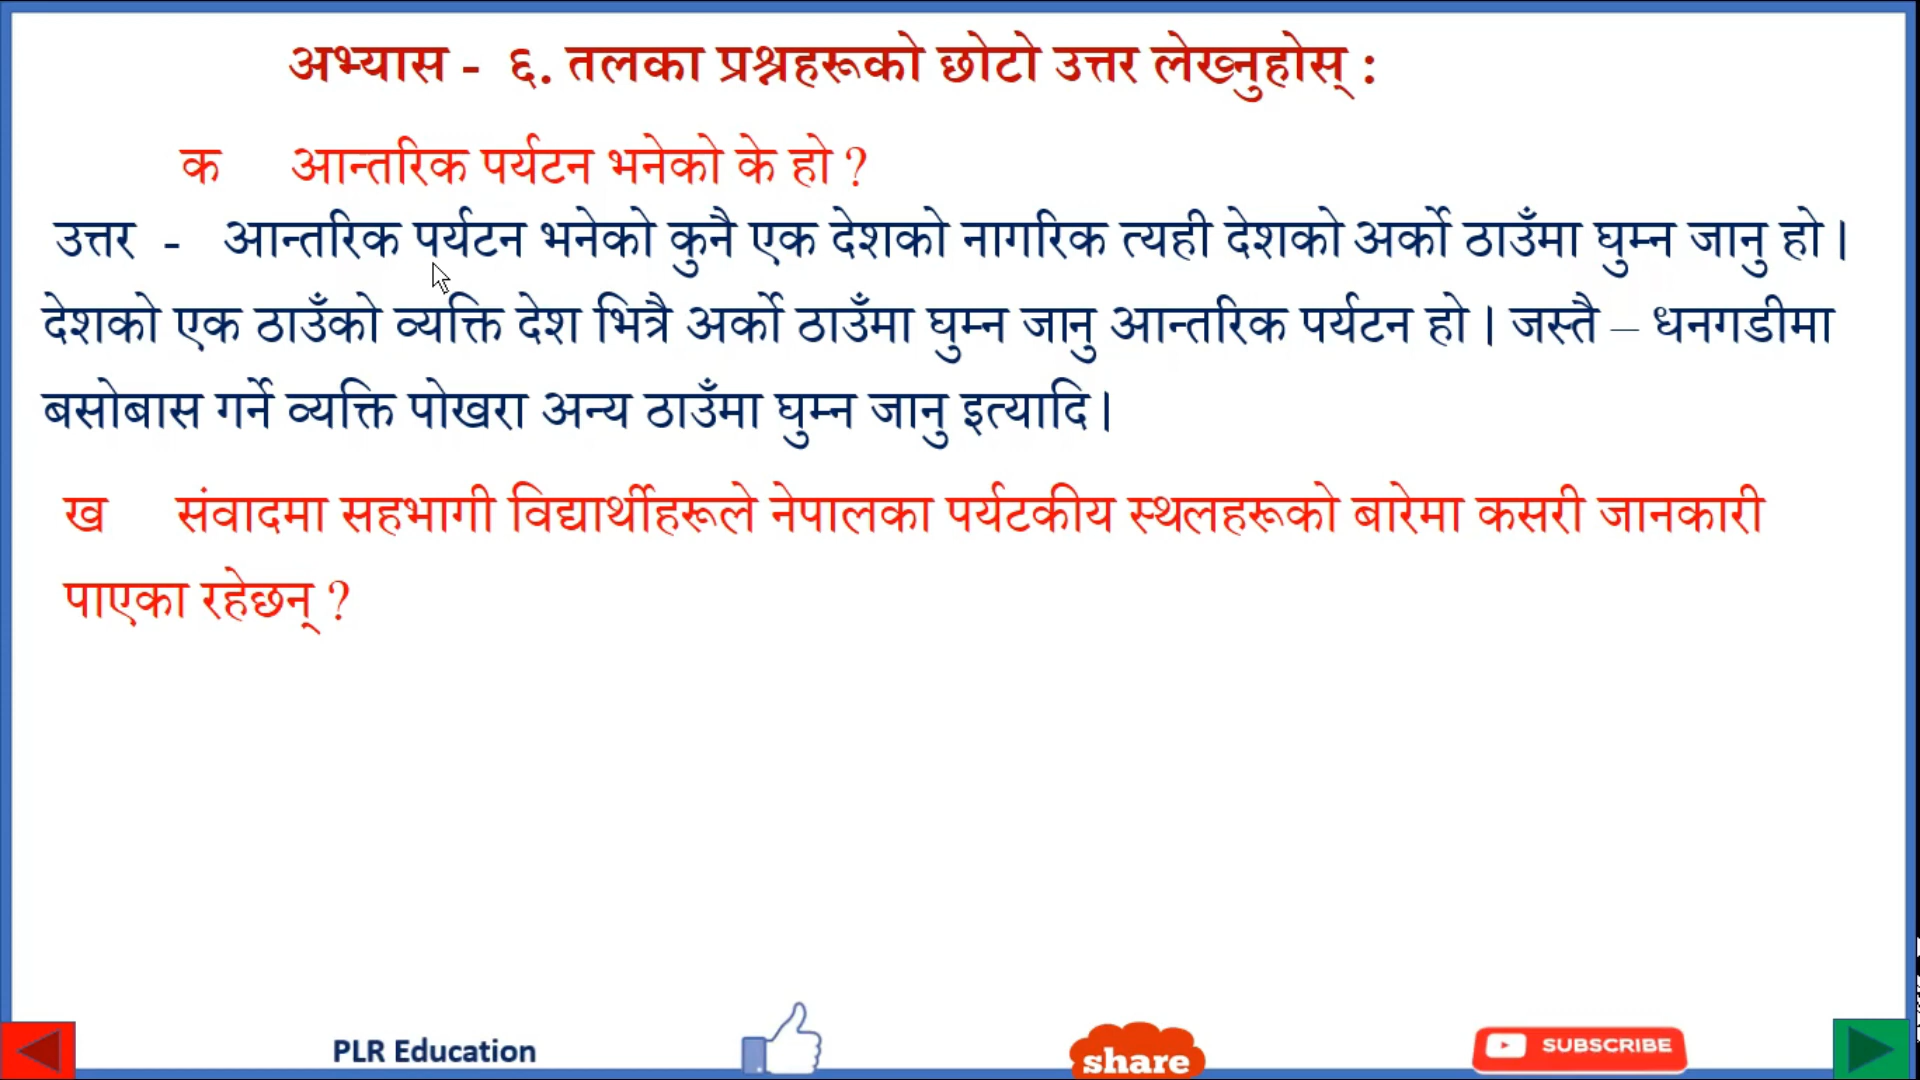 अभ्यास - ६. तलका प्रश्नहरूको छोटो उत्तर लेख्नुहोस् :
क आन्तरिक पर्यटन भनेको के हो ?
उत्तर - आन्तरिक पर्यटन भनेको कुनै एक देशको नागरिक त्यही देशको अर्को ठाउँमा घुम्न जानु हो।
देशको एक ठाउँको व्यक्ति देश भित्रै अर्को ठाउँमा घुम्न जानु आन्तरिक पर्यटन हो। जस्तै – धनगडीमा
बसोबास गर्ने व्यक्ति पोखरा अन्य ठाउँमा घुम्न जानु इत्यादि।
ख संवादमा सहभागी विद्यार्थीहरूले नेपालका पर्यटकीय स्थलहरूको बारेमा कसरी जानकारी
पाएका रहेछन् ?
PLR Education
share
SUBSCRIBE